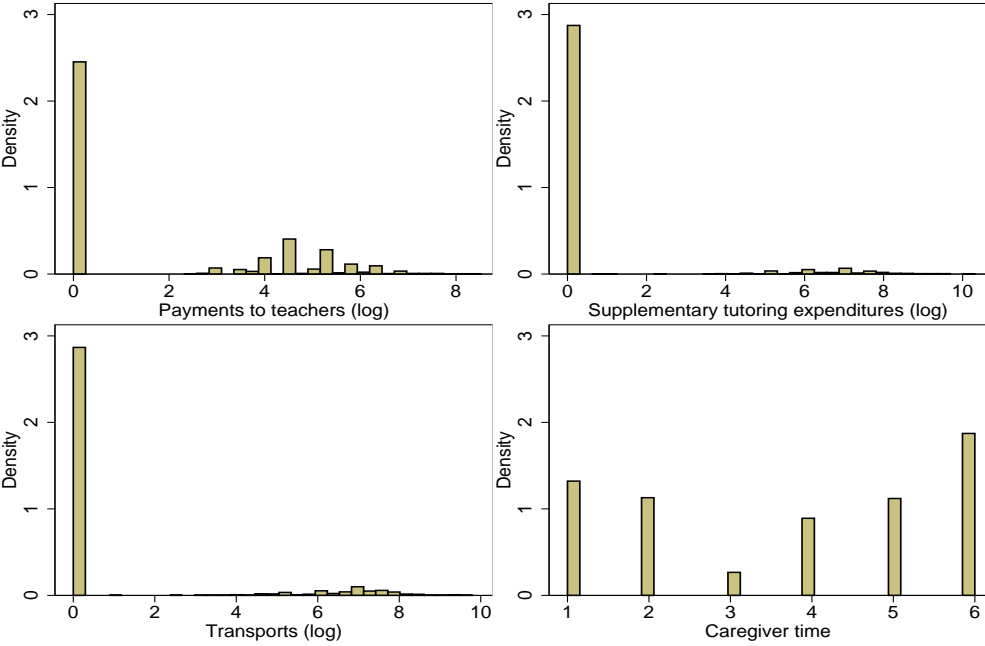 3
2
1
0
Density
0 2 4 6 8
Payments to teachers (log)
3
2
1
0
Density
0 2 4 6 8 10
Supplementary tutoring expenditures (log)
3
2
1
0
Density
0 2 4 6 8 10
Transports (log)
3
2
1
0
Density
1 2 3 4 5 6
Caregiver time